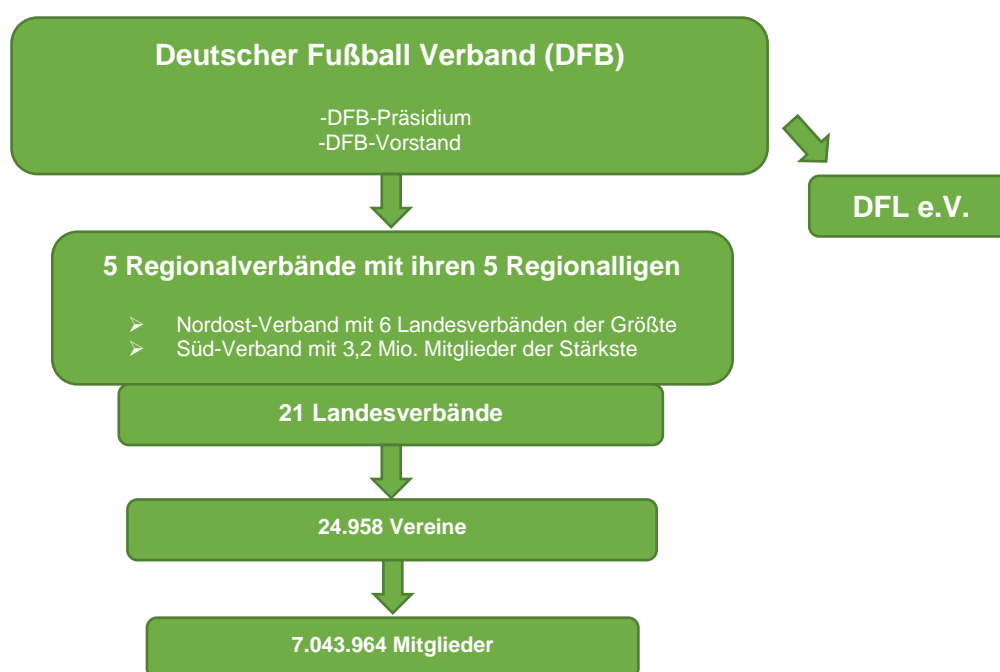 Deutscher Fußball Verband (DFB)
-DFB-Präsidium
-DFB-Vorstand
DFL e.V.
5 Regionalverbände mit ihren 5 Regionalligen
➢ Nordost-Verband mit 6 Landesverbänden der Größte
➢ Süd-Verband mit 3,2 Mio. Mitglieder der Stärkste
21 Landesverbände
24.958 Vereine
7.043.964 Mitglieder